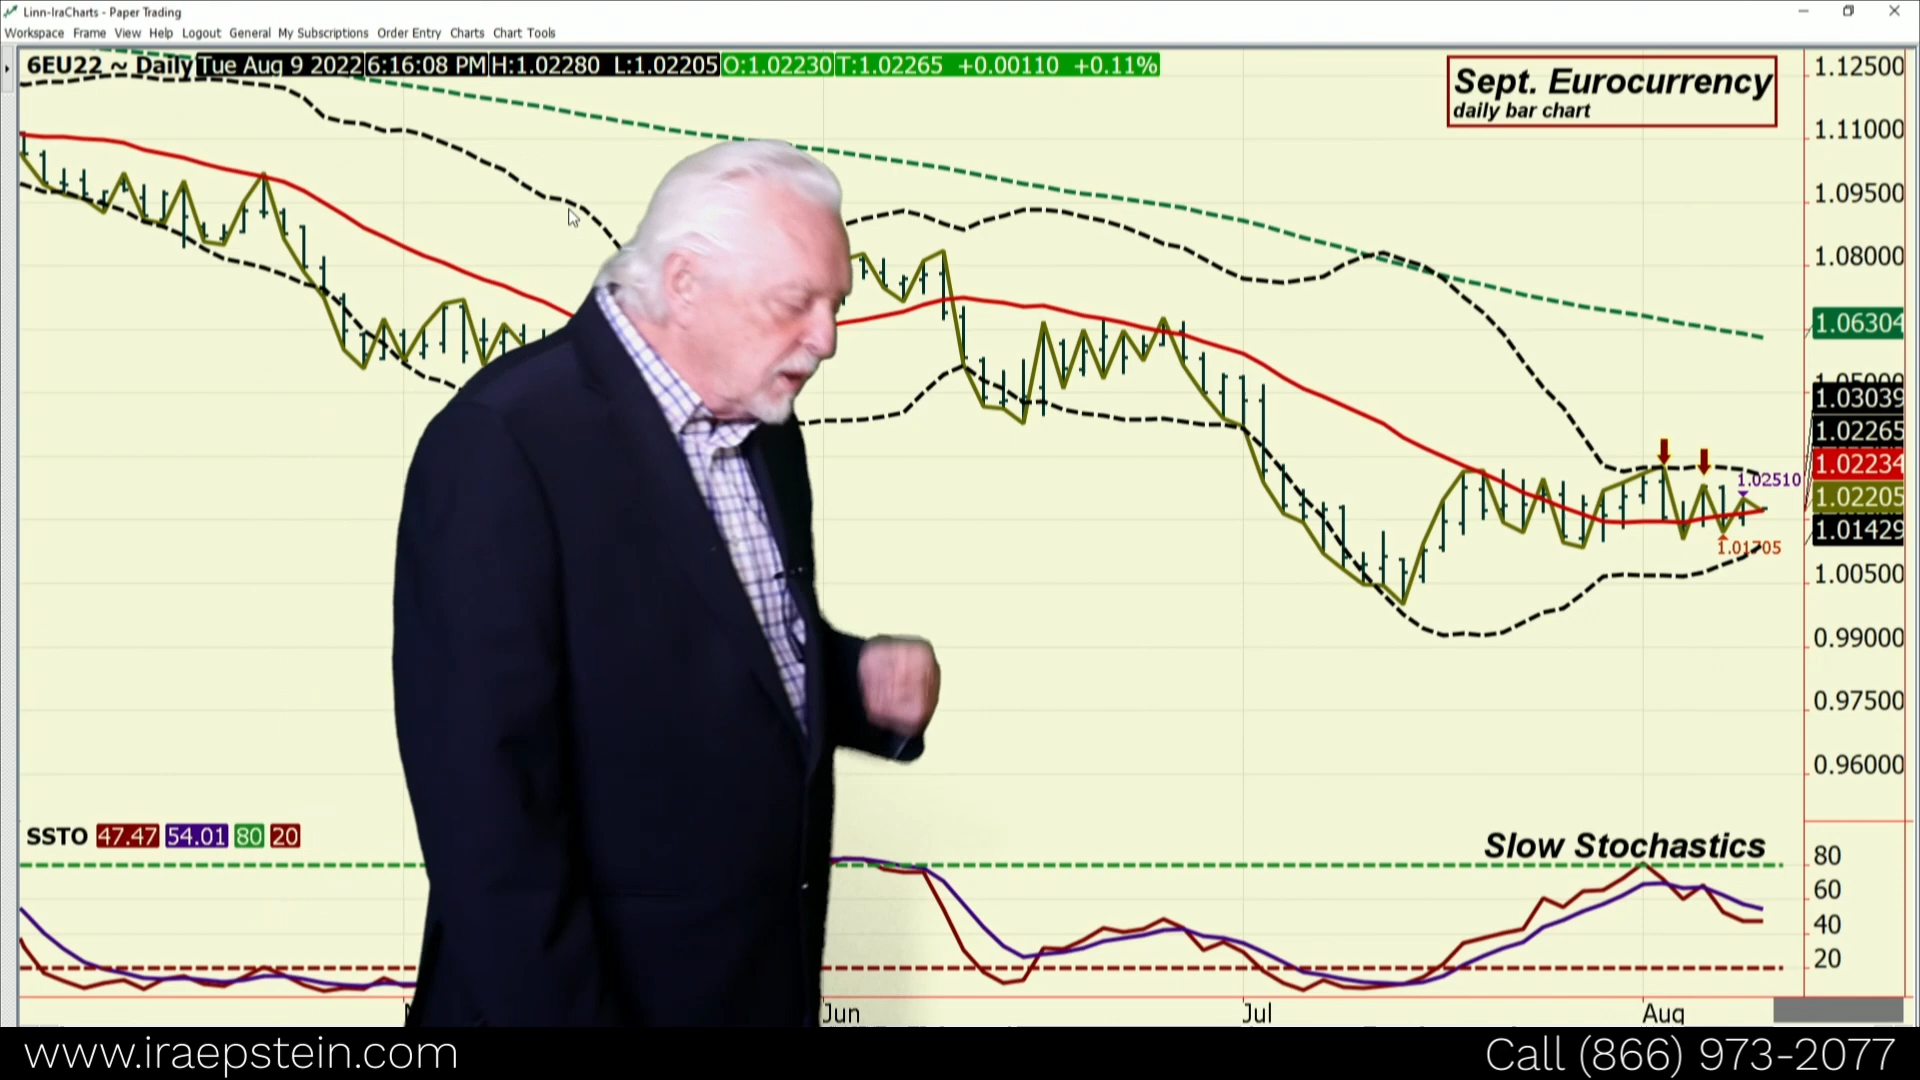 Linn-IraCharts - Paper Trading
Workspace Frame View Help Logout General My Subscriptions Order Entry Charts Chart Tools
6EU22 ~ Daily Tue Aug 9 2022 6:16:08 PM H:1.02280 L:1.02205 O:1.02230 T:1.02265 +0.00110 +0.11%
Sept. Eurocurrency
daily bar chart
1.12500
1.11000
1.09500
1.08000
1.06304
1.05000
1.03039
1.02265
1.02234
1.02205
1.01429
1.00500
0.99000
0.97500
0.96000
1.02510
1.01705
SSTO 47.47 54.01 80 20
Slow Stochastics
80
60
40
20
Jun Jul Aug
www.iraepstein.com
Call (866) 973-2077